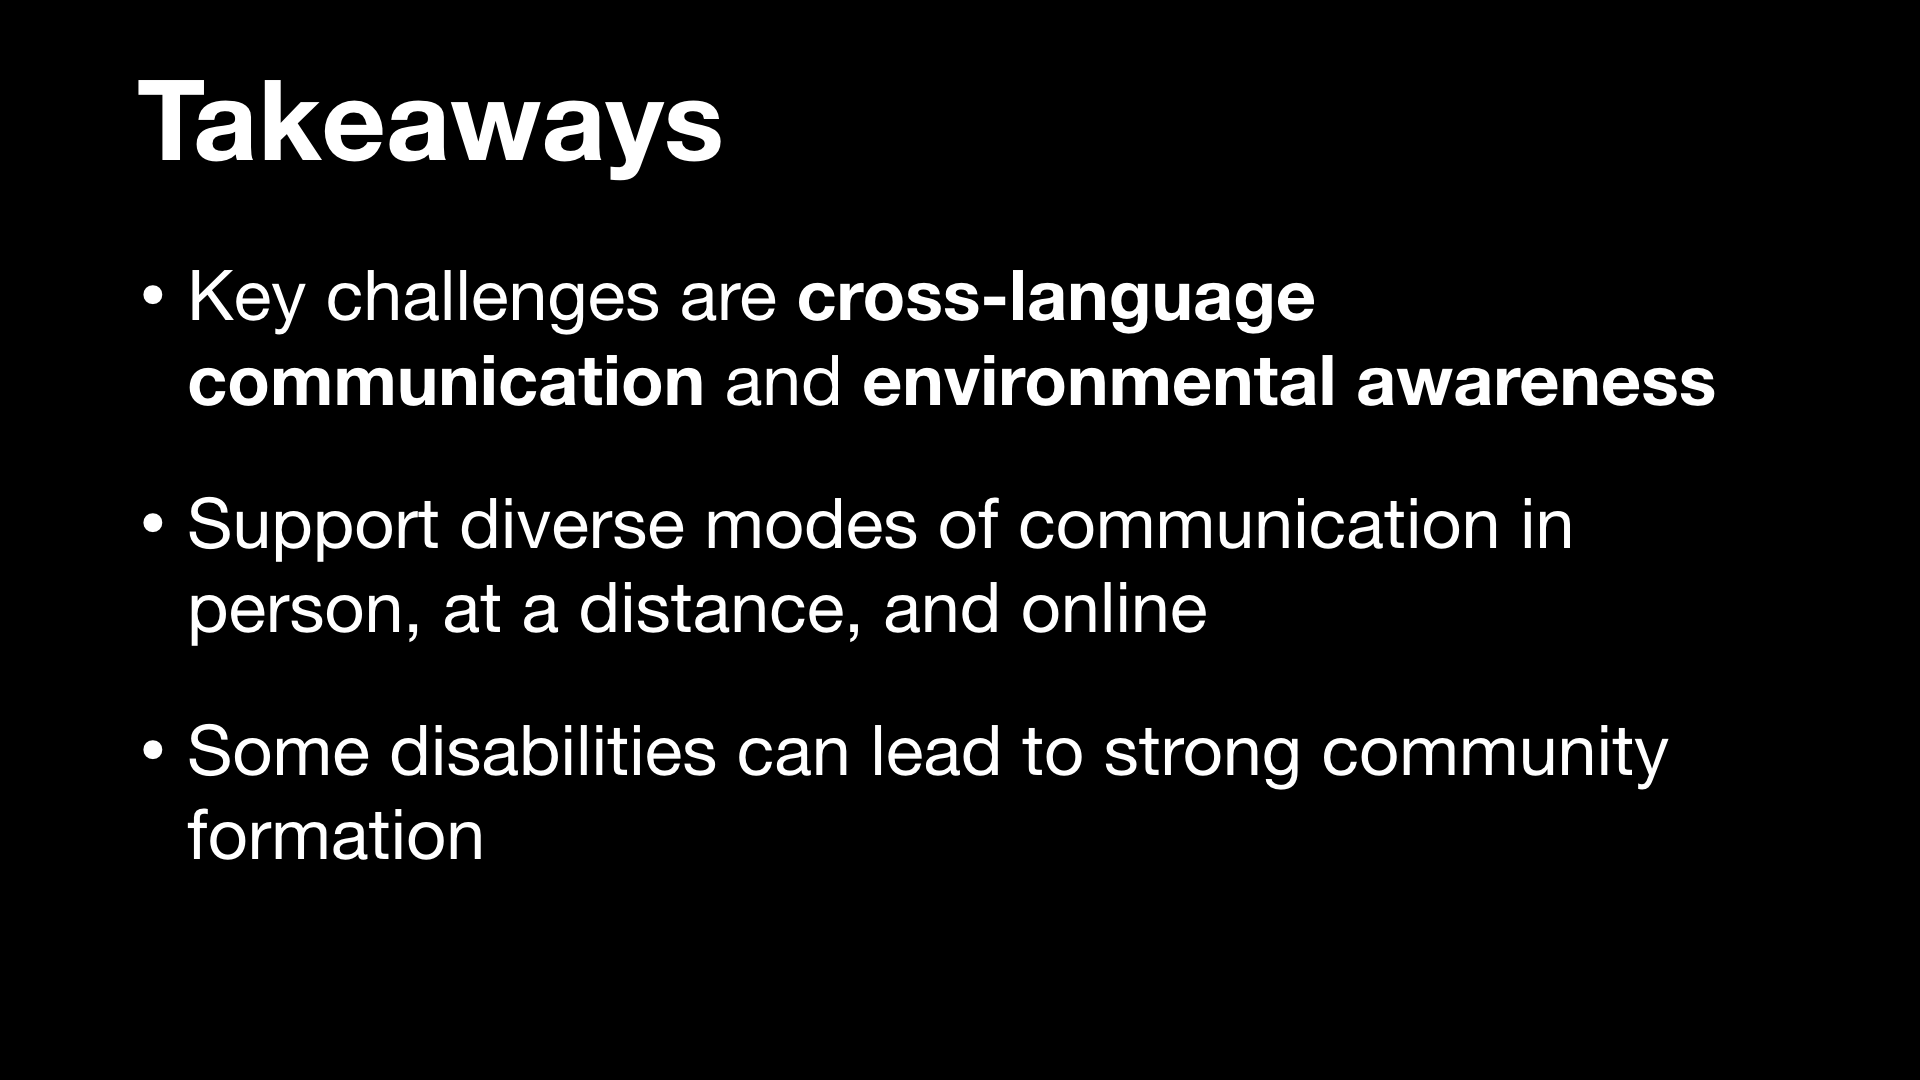 Takeaways
• Key challenges are cross-language
communication and environmental awareness
• Support diverse modes of communication in
person, at a distance, and online
• Some disabilities can lead to strong community
formation